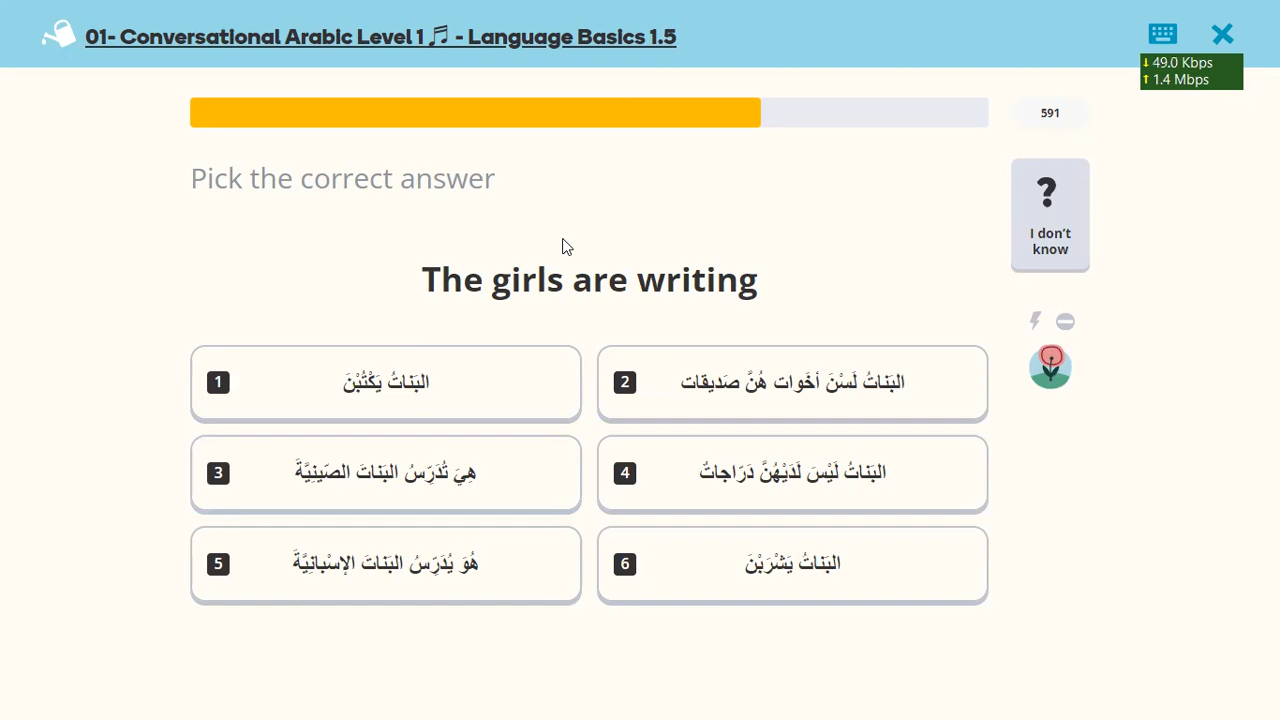 01- Conversational Arabic Level 1🎵 - Language Basics 1.5
↓ 49.0 Kbps
↑ 1.4 Mbps
591
Pick the correct answer
?
I don't
know
The girls are writing
1 البَناتُ يَكْتُبْنَ
2 البَناتُ لَسْنَ أخَوات هُنَّ صَديقات
3 هِيَ تُدَرِّسُ البَناتَ الصّينِيَّةَ
4 البَناتُ لَيْسَ لَدَيْهُنَّ دَرّاجاتٌ
5 هُوَ يُدَرِّسُ البَناتَ الإسْبانِيَّةَ
6 البَناتُ يَشْرَبْنَ